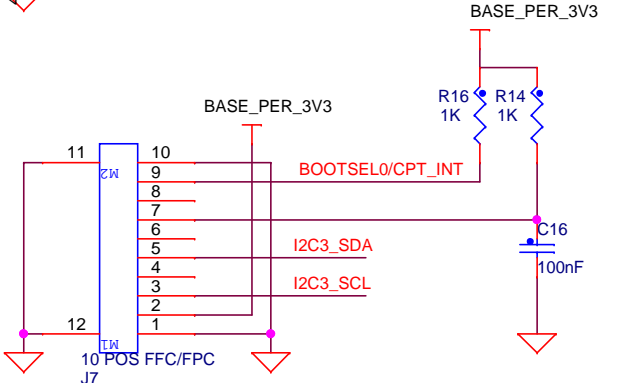 BASE_PER_3V3
R16 R14
1K 1K
BASE_PER_3V3
11 10
M2
9 BOOTSEL0/CPT_INT
8
7
6
C16
5 I2C3_SDA
100nF
4
3 I2C3_SCL
2
12 1
M1
10 POS FFC/FPC
J7